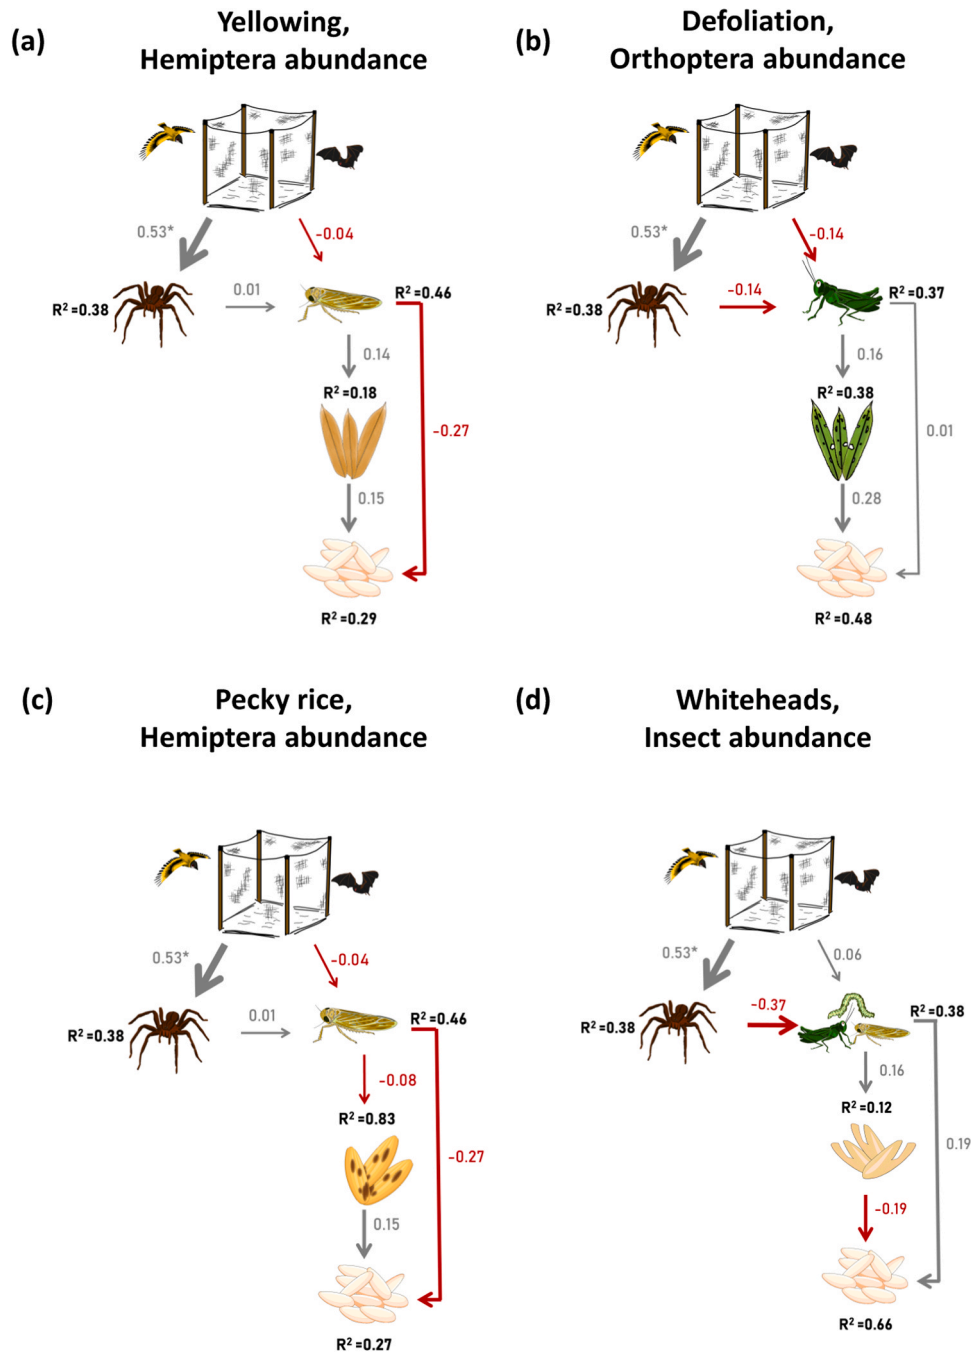 (a)
Yellowing,
Hemiptera abundance
0.53*
-0.04
R²=0.38
0.01
R²=0.46
0.14
R²=0.18
-0.27
0.15
R²=0.29
(b)
Defoliation,
Orthoptera abundance
0.53*
-0.14
R²=0.38
-0.14
R²=0.37
0.16
R²=0.38
0.01
0.28
R²=0.48
(c)
Pecky rice,
Hemiptera abundance
0.53*
-0.04
R²=0.38
0.01
R²=0.46
-0.08
R²=0.83
-0.27
0.15
R²=0.27
(d)
Whiteheads,
Insect abundance
0.53*
0.06
R²=0.38
-0.37
R²=0.38
0.16
R²=0.12
0.19
-0.19
R²=0.66